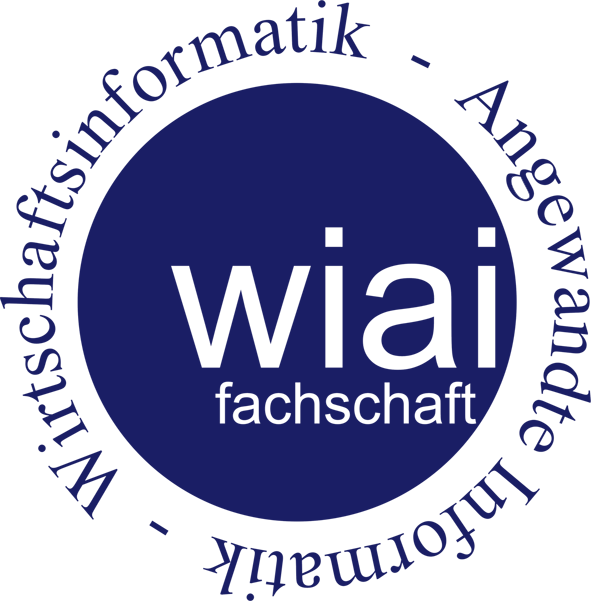 Wirtschaftsinformatik - Angewandte Informatik -
wiai
fachschaft